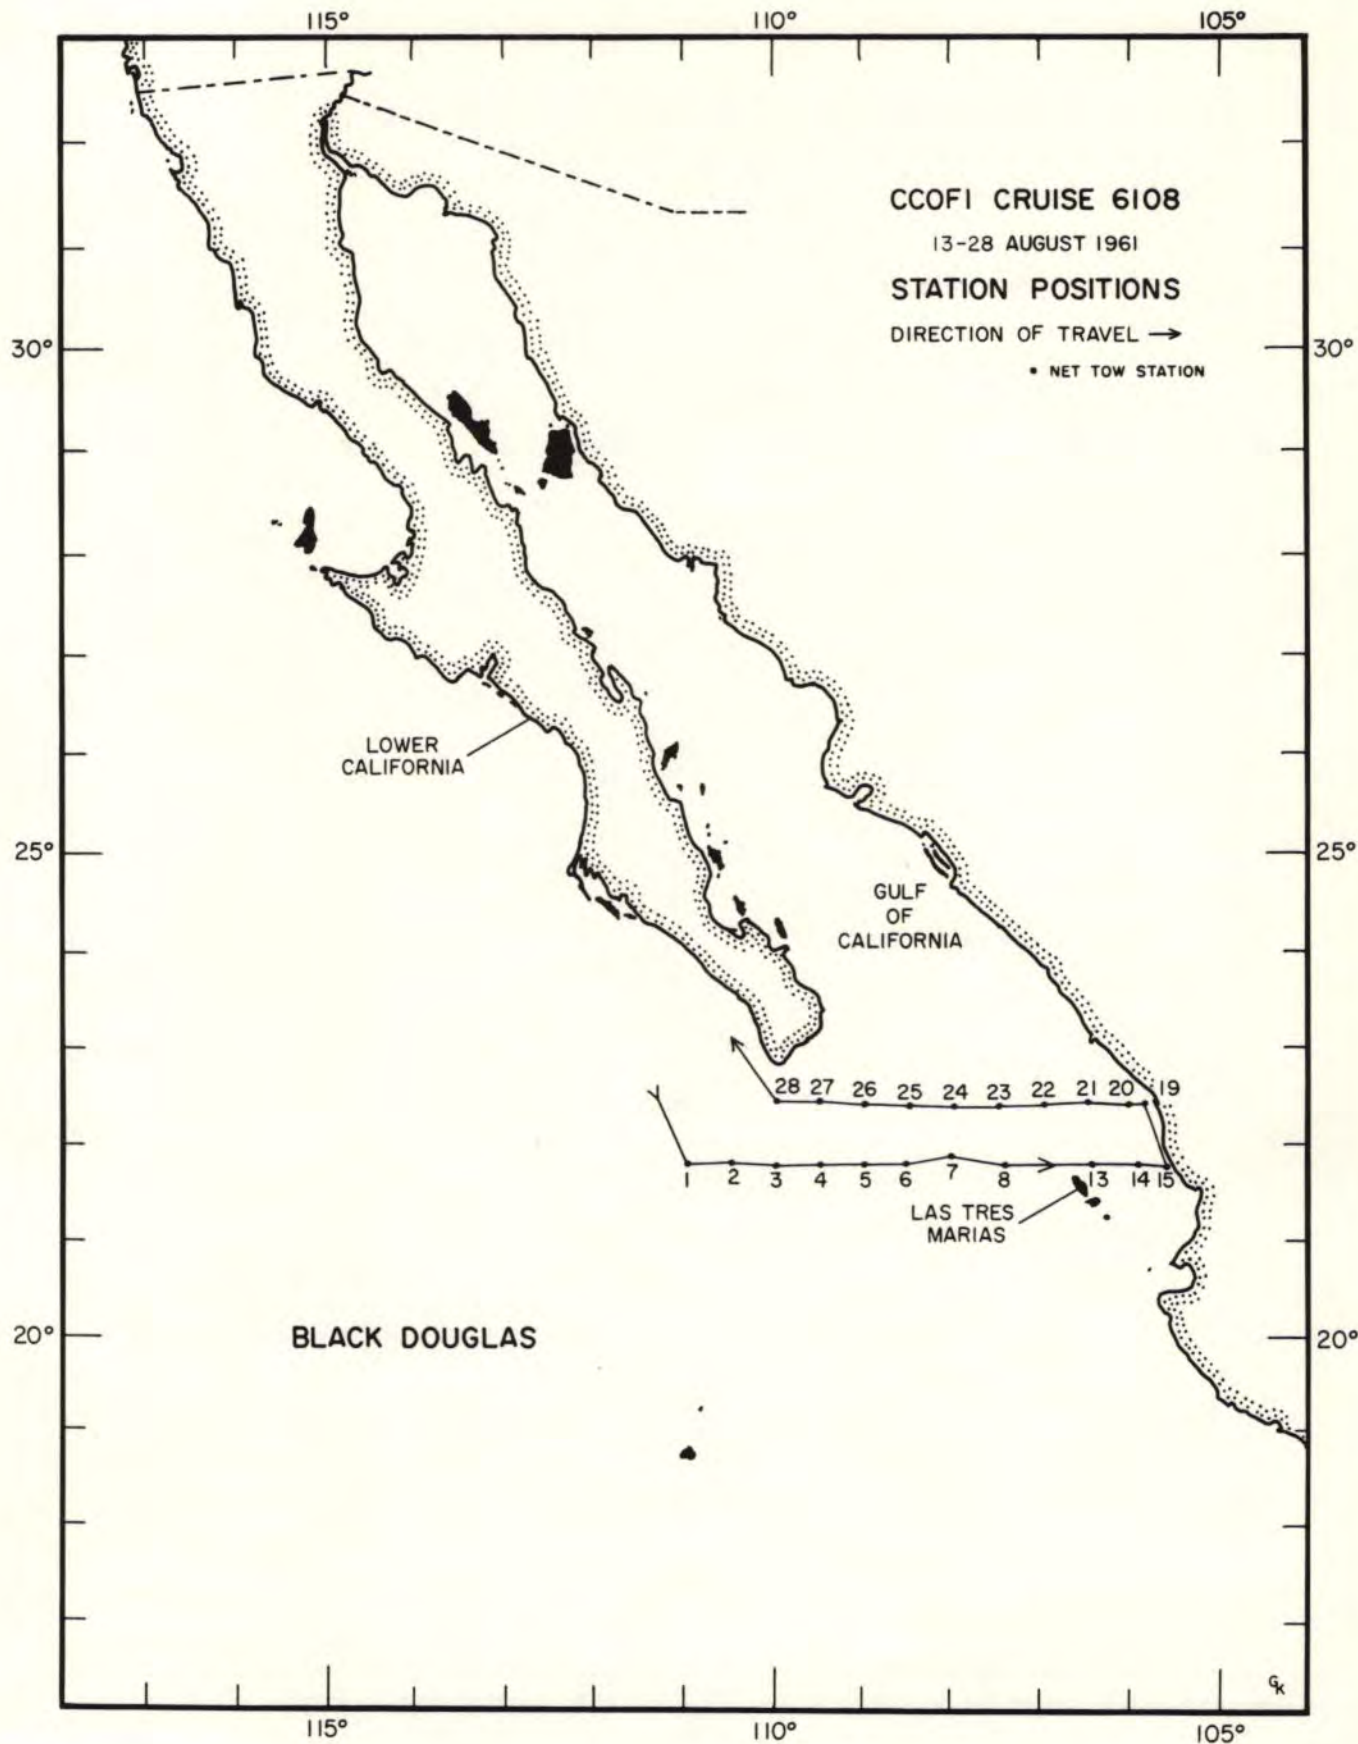 115°
110°
105°
CCOFI CRUISE 6108
13-28 AUGUST 1961
STATION POSITIONS
DIRECTION OF TRAVEL →
• NET TOW STATION
30°
30°
LOWER
CALIFORNIA
25°
25°
GULF
OF
CALIFORNIA
28 27 26 25 24 23 22 21 20 19
1 2 3 4 5 6 7 8 13 14 15
LAS TRES
MARIAS
20°
BLACK DOUGLAS
20°
GK
115°
110°
105°